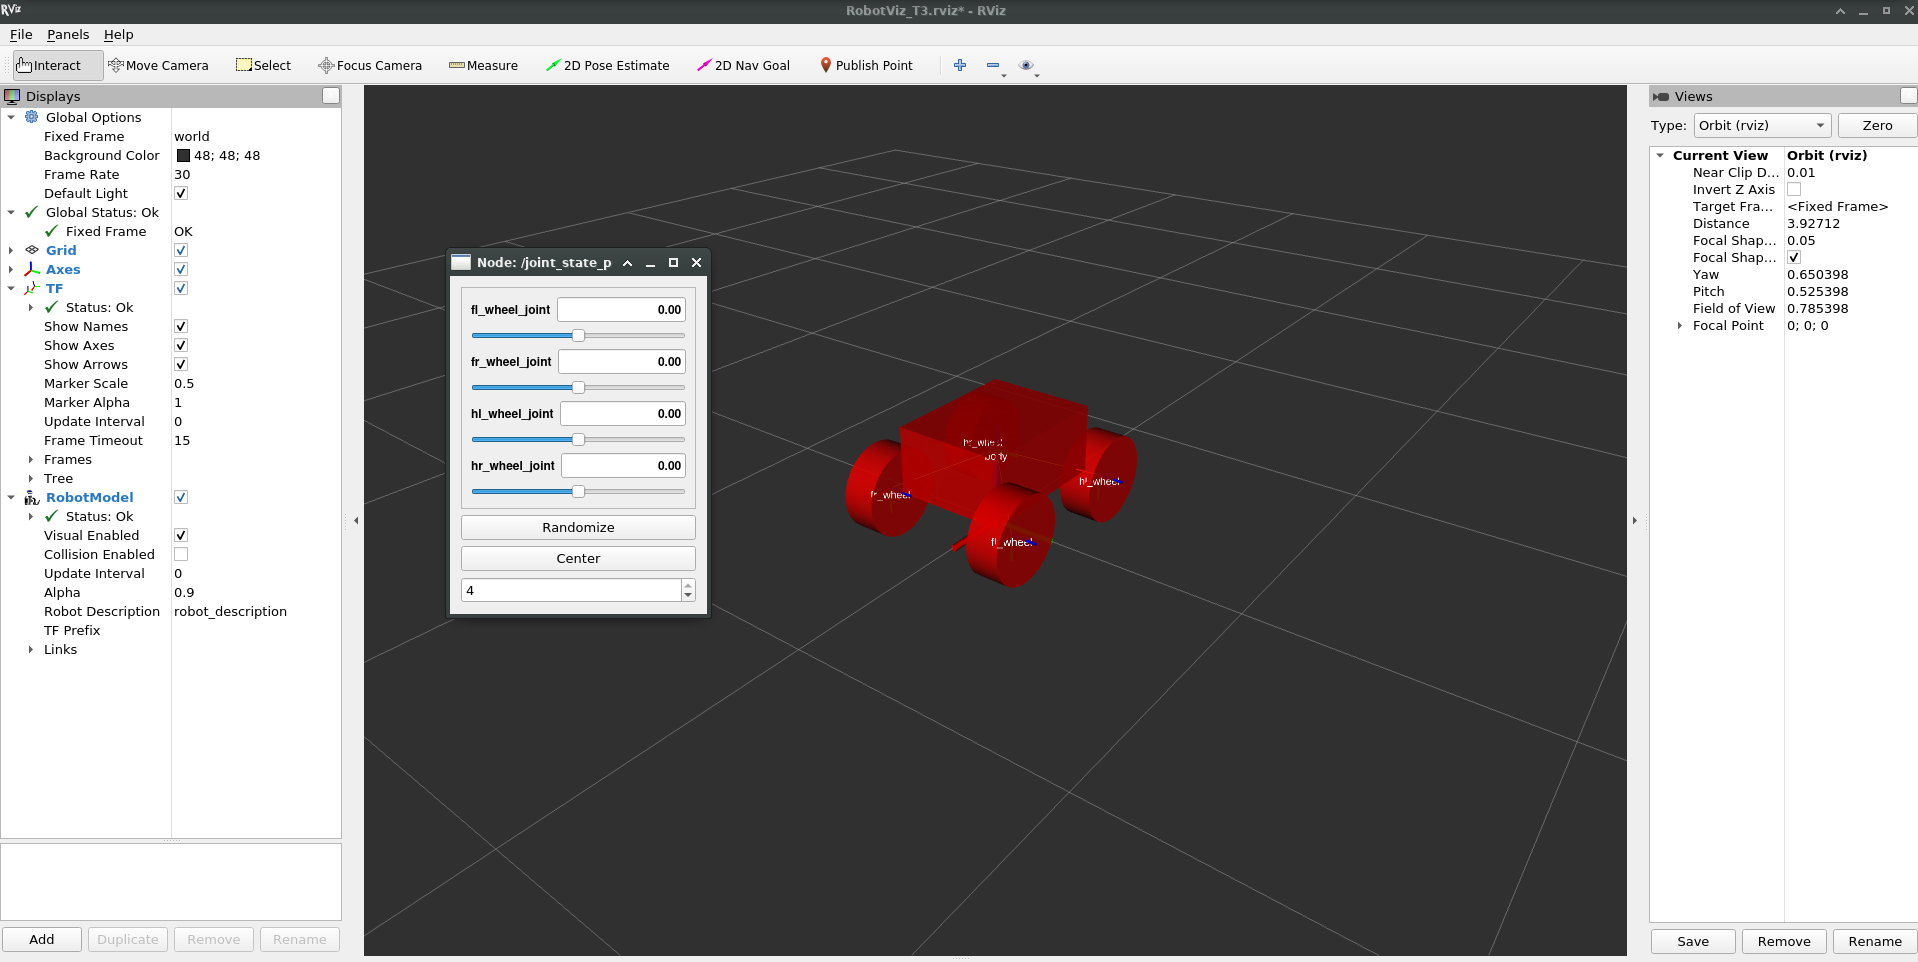 RViz
RobotViz_T3.rviz* - RViz
File Panels Help
Interact Move Camera Select Focus Camera Measure 2D Pose Estimate 2D Nav Goal Publish Point
Displays
Global Options
Fixed Frame world
Background Color 48; 48; 48
Frame Rate 30
Default Light
Global Status: Ok
Fixed Frame OK
Grid
Axes
TF
Status: Ok
Show Names
Show Axes
Show Arrows
Marker Scale 0.5
Marker Alpha 1
Update Interval 0
Frame Timeout 15
Frames
Tree
RobotModel
Status: Ok
Visual Enabled
Collision Enabled
Update Interval 0
Alpha 0.9
Robot Description robot_description
TF Prefix
Links
Add Duplicate Remove Rename
Node: /joint_state_p
fl_wheel_joint 0.00
fr_wheel_joint 0.00
hl_wheel_joint 0.00
hr_wheel_joint 0.00
Randomize
Center
4
hr_wheel
body
hl_wheel
fr_wheel
fl_wheel
Views
Type: Orbit (rviz) Zero
Current View Orbit (rviz)
Near Clip D... 0.01
Invert Z Axis
Target Fra... <Fixed Frame>
Distance 3.92712
Focal Shap... 0.05
Focal Shap...
Yaw 0.650398
Pitch 0.525398
Field of View 0.785398
Focal Point 0; 0; 0
Save Remove Rename